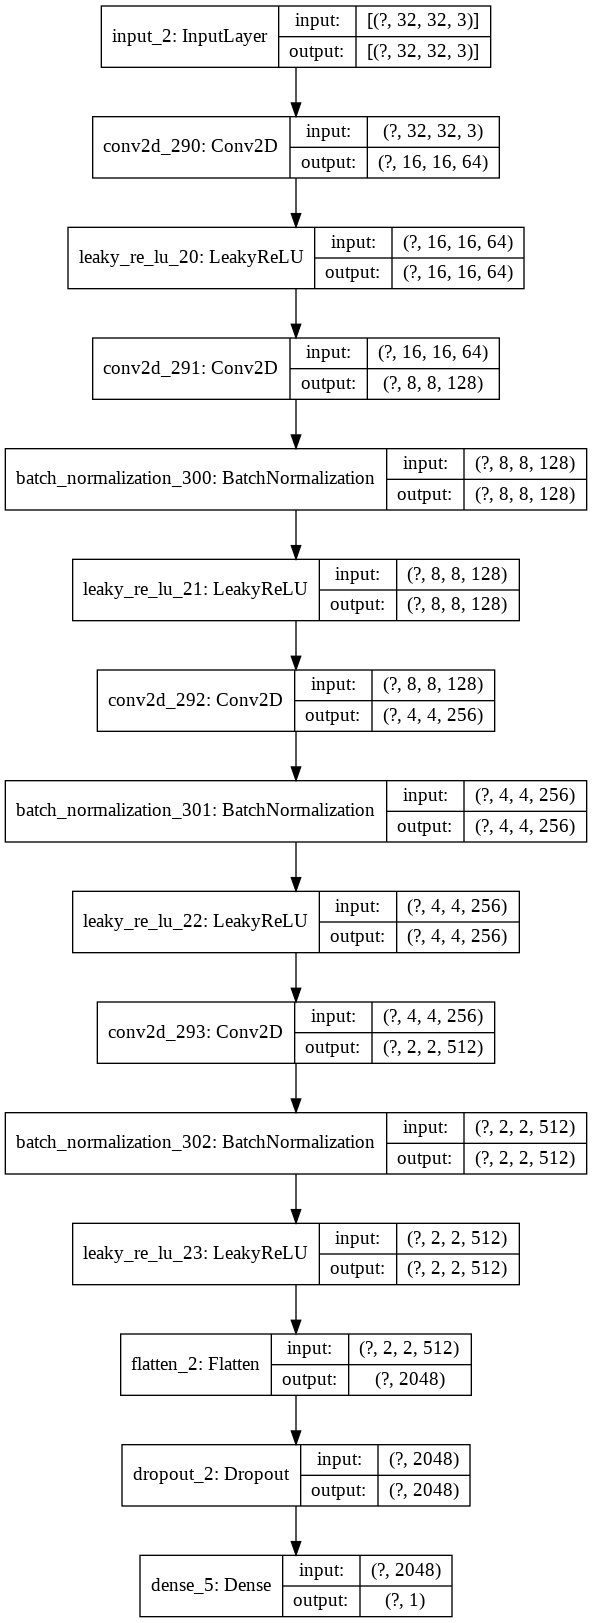 input_2: InputLayer
input: [(?, 32, 32, 3)]
output: [(?, 32, 32, 3)]
conv2d_290: Conv2D
input: (?, 32, 32, 3)
output: (?, 16, 16, 64)
leaky_re_lu_20: LeakyReLU
input: (?, 16, 16, 64)
output: (?, 16, 16, 64)
conv2d_291: Conv2D
input: (?, 16, 16, 64)
output: (?, 8, 8, 128)
batch_normalization_300: BatchNormalization
input: (?, 8, 8, 128)
output: (?, 8, 8, 128)
leaky_re_lu_21: LeakyReLU
input: (?, 8, 8, 128)
output: (?, 8, 8, 128)
conv2d_292: Conv2D
input: (?, 8, 8, 128)
output: (?, 4, 4, 256)
batch_normalization_301: BatchNormalization
input: (?, 4, 4, 256)
output: (?, 4, 4, 256)
leaky_re_lu_22: LeakyReLU
input: (?, 4, 4, 256)
output: (?, 4, 4, 256)
conv2d_293: Conv2D
input: (?, 4, 4, 256)
output: (?, 2, 2, 512)
batch_normalization_302: BatchNormalization
input: (?, 2, 2, 512)
output: (?, 2, 2, 512)
leaky_re_lu_23: LeakyReLU
input: (?, 2, 2, 512)
output: (?, 2, 2, 512)
flatten_2: Flatten
input: (?, 2, 2, 512)
output: (?, 2048)
dropout_2: Dropout
input: (?, 2048)
output: (?, 2048)
dense_5: Dense
input: (?, 2048)
output: (?, 1)